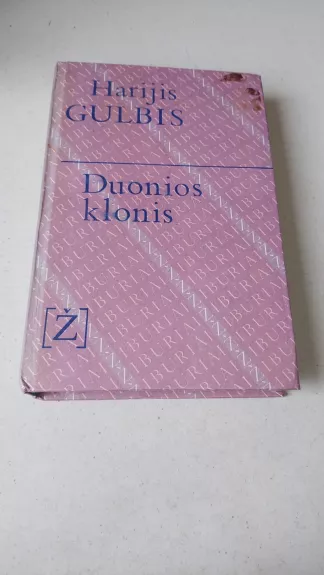 Harijis
GULBIS
Duonios
klonis
[Ž]